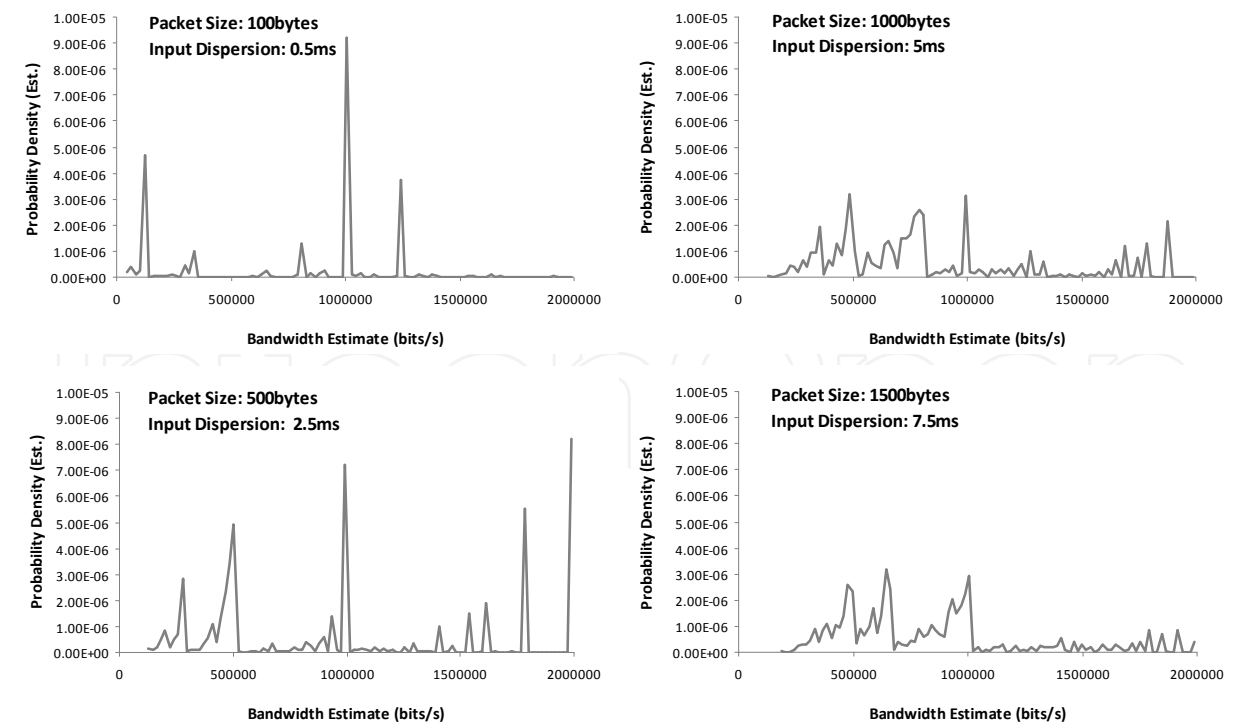 Packet Size: 100bytes
Input Dispersion: 0.5ms
Probability Density (Est.)
1.00E-05
9.00E-06
8.00E-06
7.00E-06
6.00E-06
5.00E-06
4.00E-06
3.00E-06
2.00E-06
1.00E-06
0.00E+00
0 500000 1000000 1500000 2000000
Bandwidth Estimate (bits/s)
Packet Size: 1000bytes
Input Dispersion: 5ms
Probability Density (Est.)
1.00E-05
9.00E-06
8.00E-06
7.00E-06
6.00E-06
5.00E-06
4.00E-06
3.00E-06
2.00E-06
1.00E-06
0.00E+00
0 500000 1000000 1500000 2000000
Bandwidth Estimate (bits/s)
Packet Size: 500bytes
Input Dispersion: 2.5ms
Probability Density (Est.)
1.00E-05
9.00E-06
8.00E-06
7.00E-06
6.00E-06
5.00E-06
4.00E-06
3.00E-06
2.00E-06
1.00E-06
0.00E+00
0 500000 1000000 1500000 2000000
Bandwidth Estimate (bits/s)
Packet Size: 1500bytes
Input Dispersion: 7.5ms
Probability Density (Est.)
1.00E-05
9.00E-06
8.00E-06
7.00E-06
6.00E-06
5.00E-06
4.00E-06
3.00E-06
2.00E-06
1.00E-06
0.00E+00
0 500000 1000000 1500000 2000000
Bandwidth Estimate (bits/s)